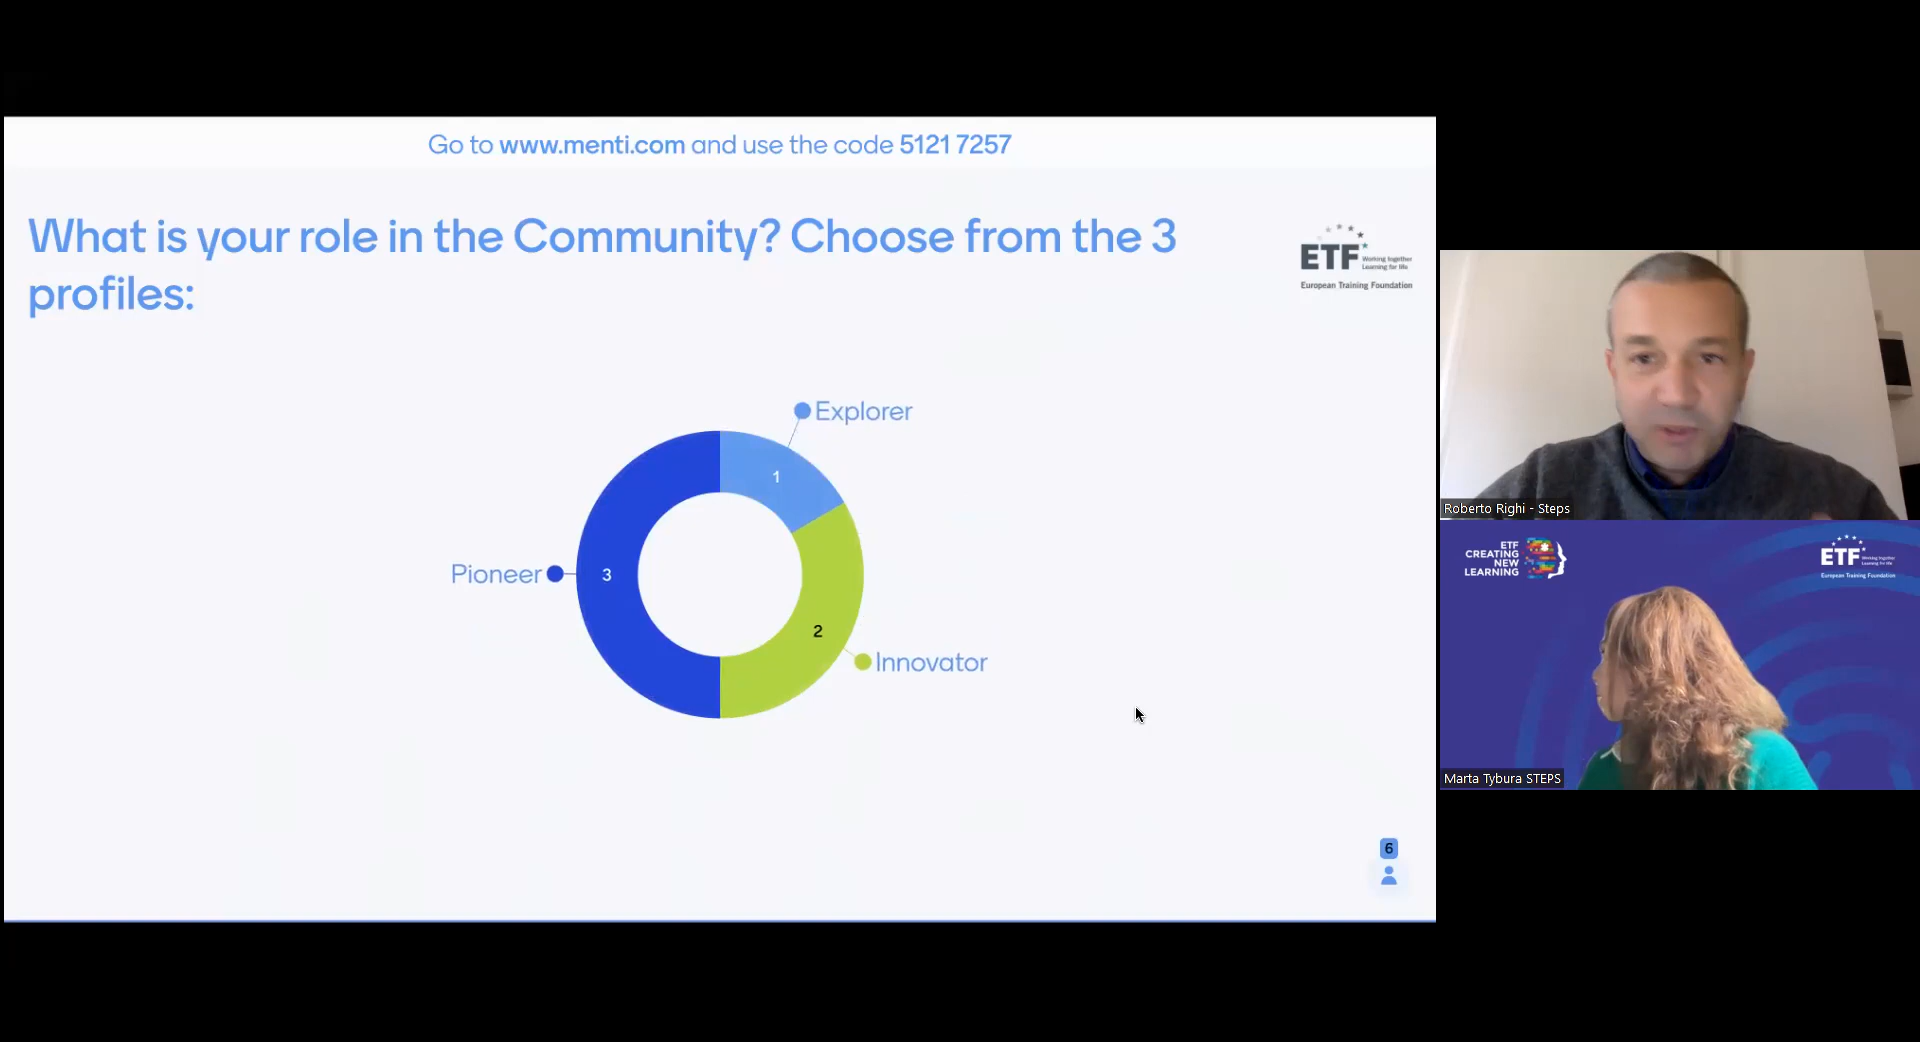 Go to www.menti.com and use the code 5121 7257
What is your role in the Community? Choose from the 3
profiles:
ETF Working together
Learning for life
European Training Foundation
Explorer
1
Pioneer
3
2
Innovator
6
Roberto Righi - Steps
ETF
CREATING
NEW
LEARNING
ETF Working together
Learning for life
European Training Foundation
Marta Tybura STEPS